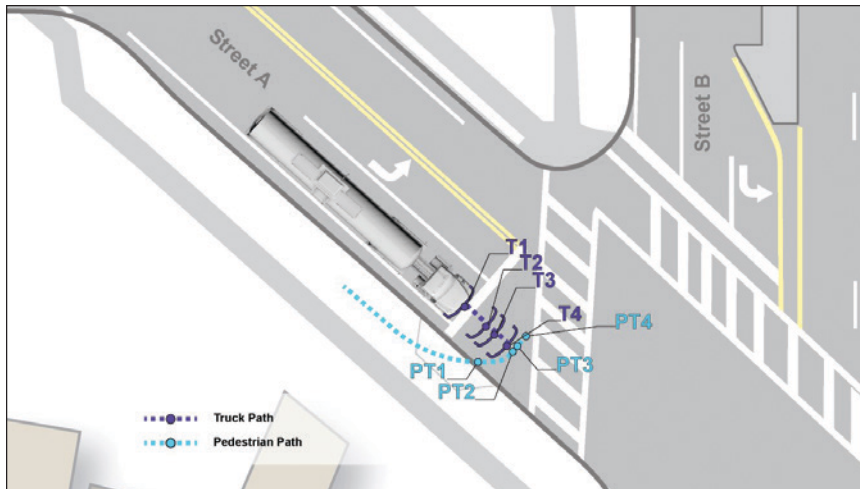 Street A
Street B
T1
T2
T3
T4
PT4
PT3
PT1
PT2
Truck Path
Pedestrian Path